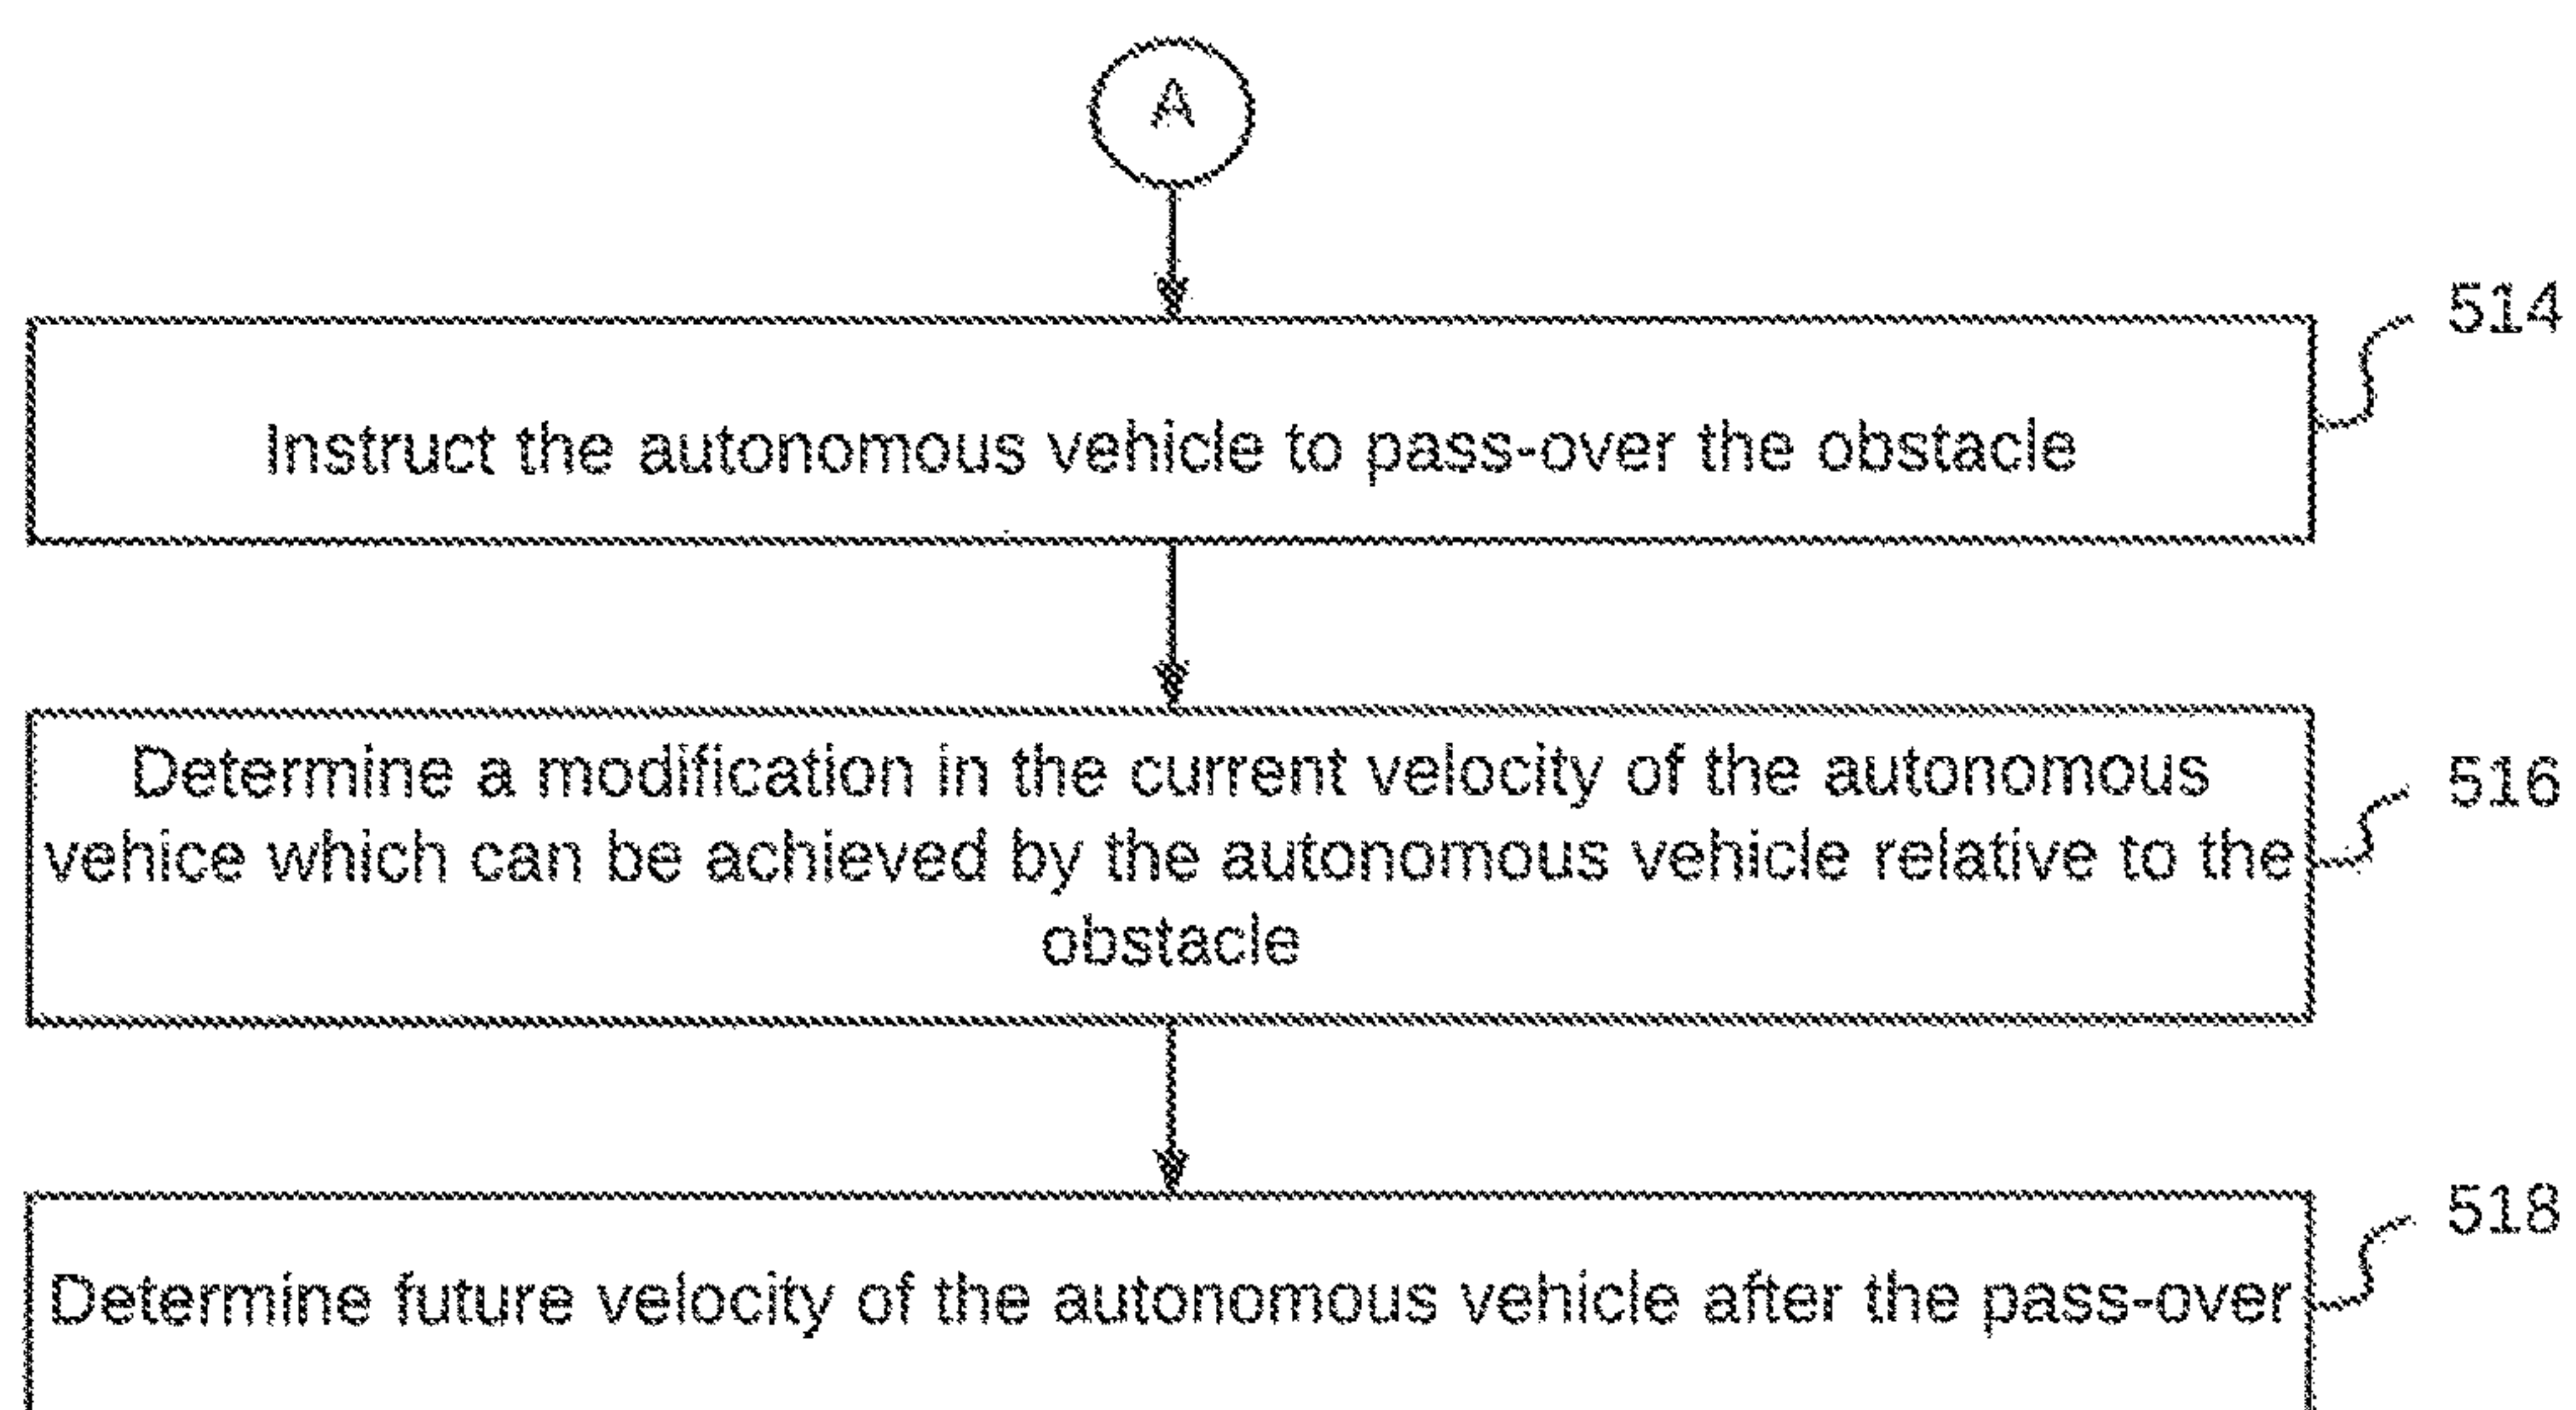 A
514
Instruct the autonomous vehicle to pass-over the obstacle
Determine a modification in the current velocity of the autonomous
516
vehice which can be achieved by the autonomous vehicle relative to the
obstacle
518
Determine future velocity of the autonomous vehicle after the pass-over